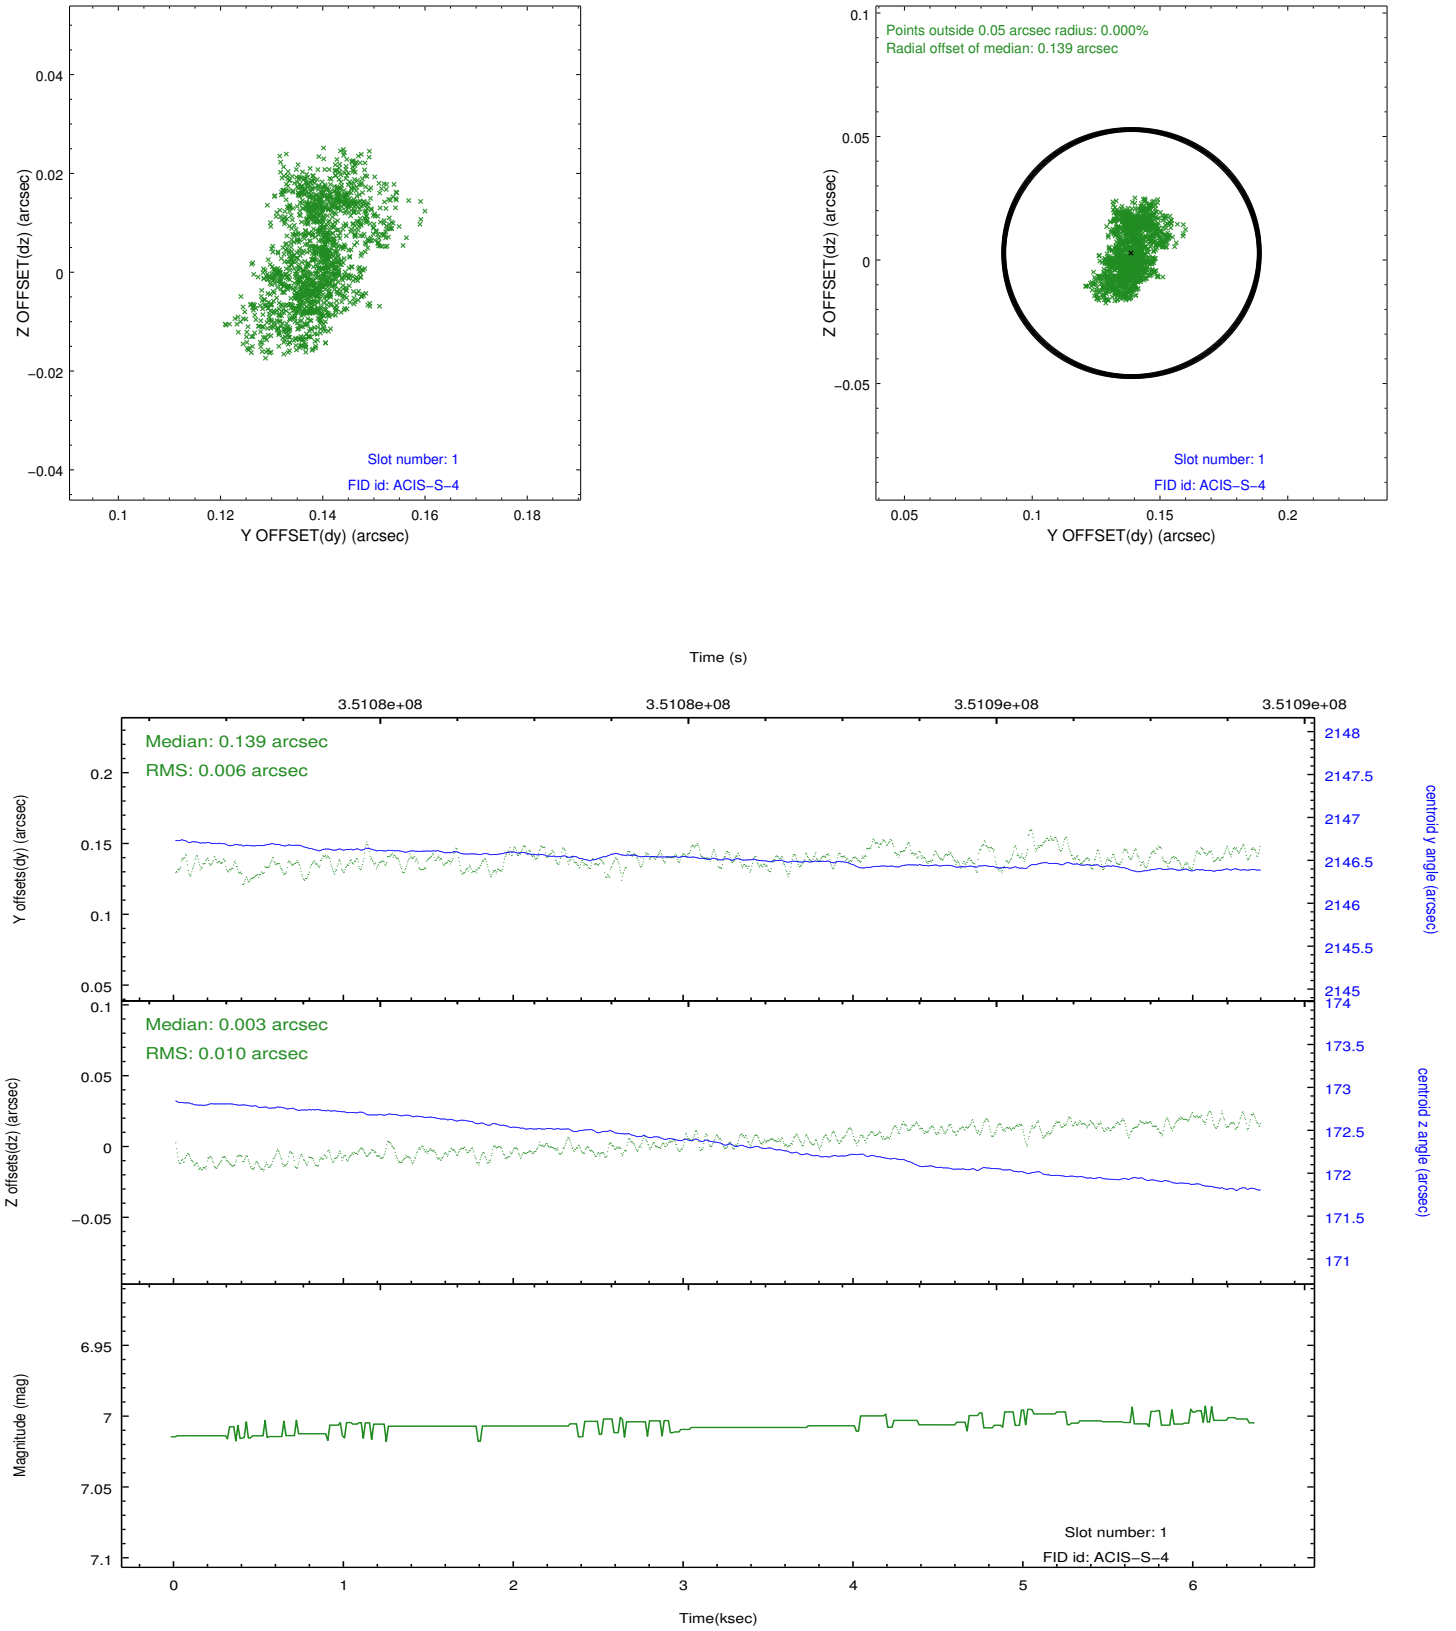 0.04
0.02
0
−0.02
−0.04
Z OFFSET(dz) (arcsec)
Slot number: 1
FID id: ACIS−S−4
0.1
0.12
0.14
0.16
0.18
Y OFFSET(dy) (arcsec)
Points outside 0.05 arcsec radius: 0.000%
Radial offset of median: 0.139 arcsec
0.1
0.05
0
−0.05
Z OFFSET(dz) (arcsec)
Slot number: 1
FID id: ACIS−S−4
0.05
0.1
0.15
0.2
Y OFFSET(dy) (arcsec)
Time (s)
3.5108e+08
3.5108e+08
3.5109e+08
3.5109e+08
Median: 0.139 arcsec
RMS: 0.006 arcsec
0.2
0.15
0.1
0.05
Y offsets(dy) (arcsec)
2148
2147.5
2147
2146.5
2146
2145.5
2145
centroid y angle (arcsec)
Median: 0.003 arcsec
RMS: 0.010 arcsec
0.1
0.05
0
−0.05
Z offsets(dz) (arcsec)
174
173.5
173
172.5
172
171.5
171
centroid z angle (arcsec)
6.95
7
7.05
7.1
Magnitude (mag)
Slot number: 1
FID id: ACIS−S−4
0
1
2
3
4
5
6
Time(ksec)